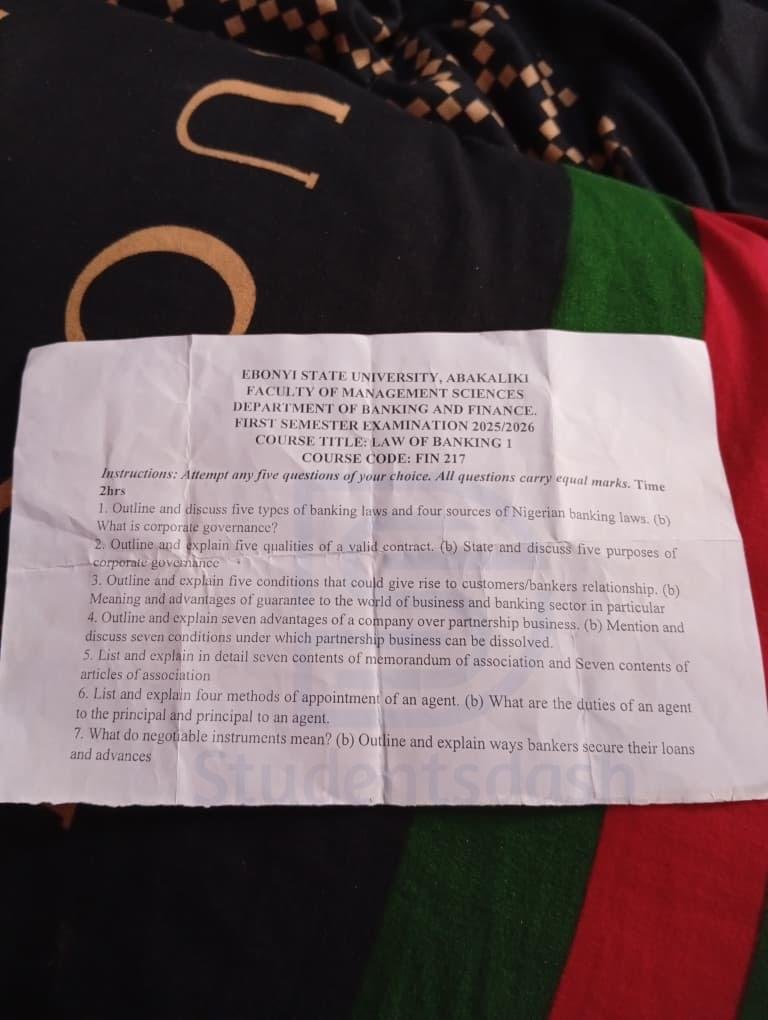 U
O
EBONYI STATE UNIVERSITY, ABAKALIKI
FACULTY OF MANAGEMENT SCIENCES
DEPARTMENT OF BANKING AND FINANCE.
FIRST SEMESTER EXAMINATION 2025/2026
COURSE TITLE: LAW OF BANKING 1
COURSE CODE: FIN 217
Instructions: Attempt any five questions of your choice. All questions carry equal marks. Time
2hrs
1. Outline and discuss five types of banking laws and four sources of Nigerian banking laws. (b)
What is corporate governance?
2. Outline and explain five qualities of a valid contract. (b) State and discuss five purposes of
corporate governance
3. Outline and explain five conditions that could give rise to customers/bankers relationship. (b)
Meaning and advantages of guarantee to the world of business and banking sector in particular
4. Outline and explain seven advantages of a company over partnership business. (b) Mention and
discuss seven conditions under which partnership business can be dissolved.
5. List and explain in detail seven contents of memorandum of association and Seven contents of
articles of association
6. List and explain four methods of appointment of an agent. (b) What are the duties of an agent
to the principal and principal to an agent.
7. What do negotiable instruments mean? (b) Outline and explain ways bankers secure their loans
and advances
Studentsdash